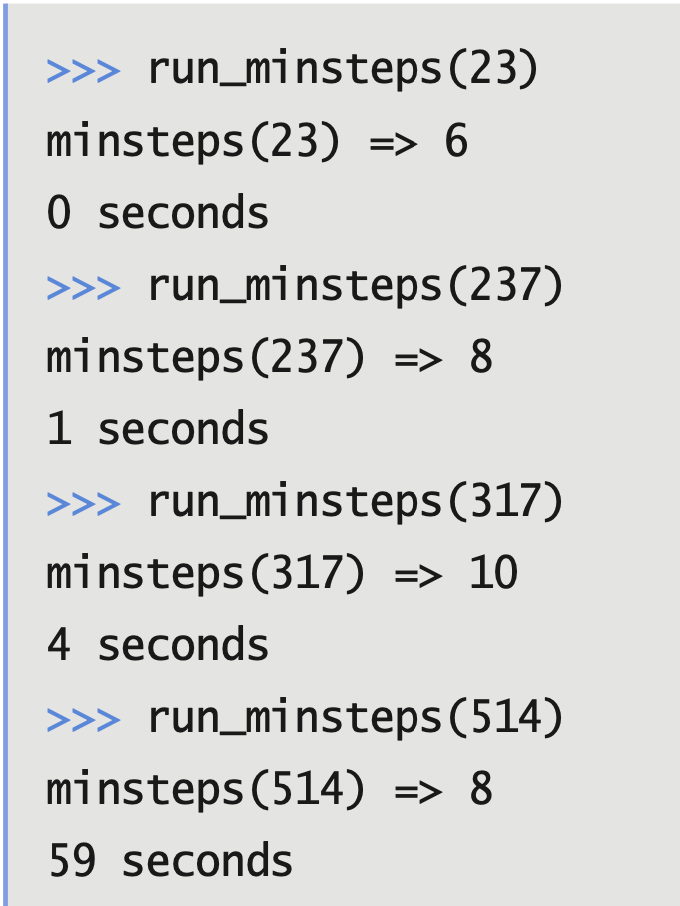 >>> run_minsteps(23)
minsteps(23) => 6
0 seconds
>>> run_minsteps(237)
minsteps(237) => 8
1 seconds
>>> run_minsteps(317)
minsteps(317) => 10
4 seconds
>>> run_minsteps(514)
minsteps(514) => 8
59 seconds